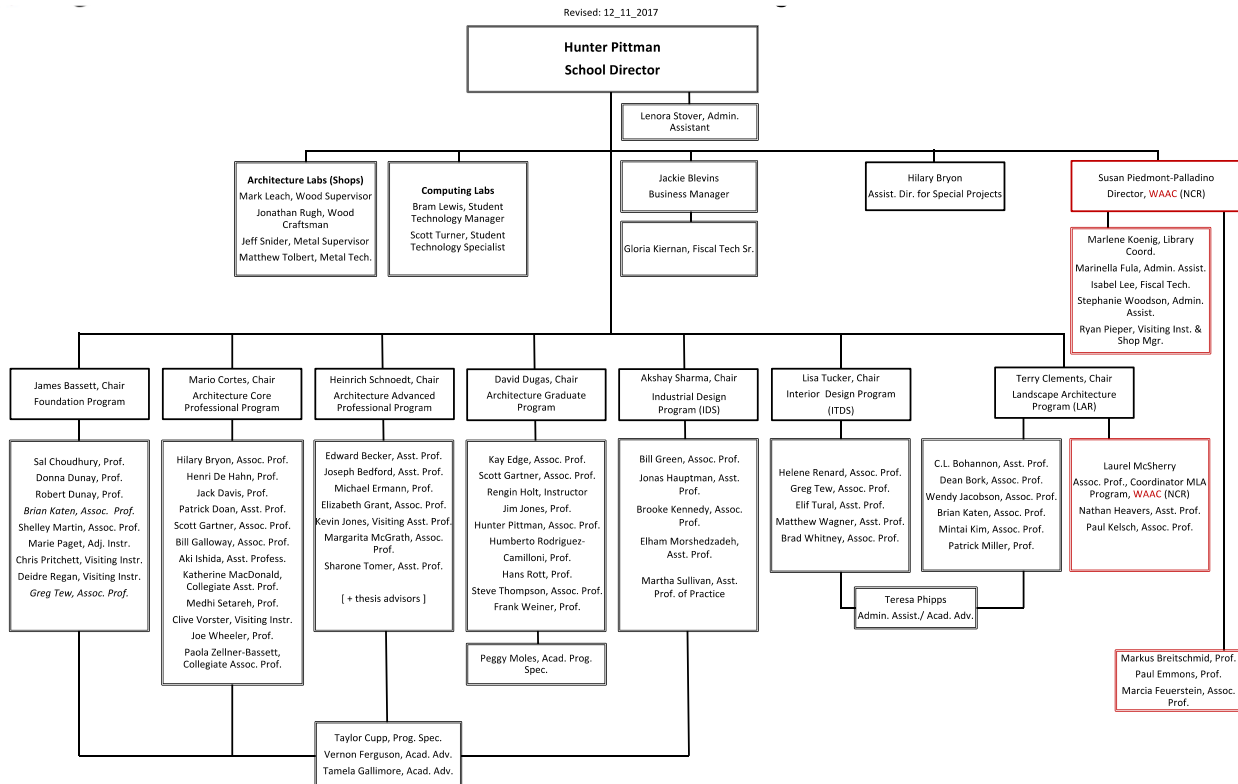 Revised: 12_11_2017
Hunter Pittman
School Director
Lenora Stover, Admin.
Assistant
Architecture Labs (Shops)
Mark Leach, Wood Supervisor
Jonathan Rugh, Wood
Craftsman
Jeff Snider, Metal Supervisor
Matthew Tolbert, Metal Tech.
Computing Labs
Bram Lewis, Student
Technology Manager
Scott Turner, Student
Technology Specialist
Jackie Blevins
Business Manager
Gloria Kiernan, Fiscal Tech Sr.
Hilary Bryon
Assist. Dir. for Special Projects
Susan Piedmont-Palladino
Director, WAAC (NCR)
Marlene Koenig, Library
Coord.
Marinella Fula, Admin. Assist.
Isabel Lee, Fiscal Tech.
Stephanie Woodson, Admin.
Assist.
Ryan Pieper, Visiting Inst. &
Shop Mgr.
James Bassett, Chair
Foundation Program
Mario Cortes, Chair
Architecture Core
Professional Program
Heinrich Schnoedt, Chair
Architecture Advanced
Professional Program
David Dugas, Chair
Architecture Graduate
Program
Akshay Sharma, Chair
Industrial Design
Program (IDS)
Lisa Tucker, Chair
Interior  Design Program
(ITDS)
Terry Clements, Chair
Landscape Architecture
Program (LAR)
Sal Choudhury, Prof.
Donna Dunay, Prof.
Robert Dunay, Prof.
Brian Katen, Assoc.  Prof.
Shelley Martin, Assoc. Prof.
Marie Paget, Adj. Instr.
Chris Pritchett, Visiting Instr.
Deidre Regan, Visiting Instr.
Greg Tew, Assoc. Prof.
Hilary Bryon, Assoc. Prof.
Henri De Hahn, Prof.
Jack Davis, Prof.
Patrick Doan, Asst. Prof.
Scott Gartner, Assoc. Prof.
Bill Galloway, Assoc. Prof.
Aki Ishida, Asst. Profess.
Katherine MacDonald,
Collegiate Asst. Prof.
Medhi Setareh, Prof.
Clive Vorster, Visiting Instr.
Joe Wheeler, Prof.
Paola Zellner-Bassett,
Collegiate Assoc. Prof.
Edward Becker, Asst. Prof.
Joseph Bedford, Asst. Prof.
Michael Ermann, Prof.
Elizabeth Grant, Assoc. Prof.
Kevin Jones, Visiting Asst. Prof.
Margarita McGrath, Assoc.
Prof.
Sharone Tomer, Asst. Prof.
[ + thesis advisors ]
Kay Edge, Assoc. Prof.
Scott Gartner, Assoc. Prof.
Rengin Holt, Instructor
Jim Jones, Prof.
Hunter Pittman, Assoc. Prof.
Humberto Rodriguez-
Camilloni, Prof.
Hans Rott, Prof.
Steve Thompson, Assoc. Prof.
Frank Weiner, Prof.
Peggy Moles, Acad. Prog.
Spec.
Bill Green, Assoc. Prof.
Jonas Hauptman, Asst.
Prof.
Brooke Kennedy, Assoc.
Prof.
Elham Morshedzadeh,
Asst. Prof.
Martha Sullivan, Asst.
Prof. of Practice
Helene Renard, Assoc. Prof.
Greg Tew, Assoc. Prof.
Elif Tural, Asst. Prof.
Matthew Wagner, Asst. Prof.
Brad Whitney, Assoc. Prof.
C.L. Bohannon, Asst. Prof.
Dean Bork, Assoc. Prof.
Wendy Jacobson, Assoc. Prof.
Brian Katen, Assoc. Prof.
Mintai Kim, Assoc. Prof.
Patrick Miller, Prof.
Laurel McSherry
Assoc. Prof., Coordinator MLA
Program, WAAC (NCR)
Nathan Heavers, Asst. Prof.
Paul Kelsch, Assoc. Prof.
Teresa Phipps
Admin. Assist./ Acad. Adv.
Markus Breitschmid, Prof.
Paul Emmons, Prof.
Marcia Feuerstein, Assoc.
Prof.
Taylor Cupp, Prog. Spec.
Vernon Ferguson, Acad. Adv.
Tamela Gallimore, Acad. Adv.